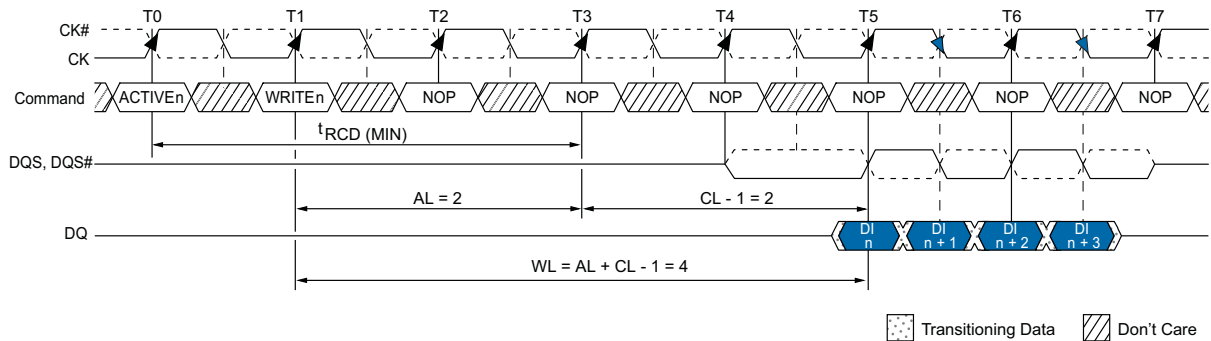 T0 T1 T2 T3 T4 T5 T6 T7
CK#
CK
Command ACTIVEn WRITEn NOP NOP NOP NOP NOP NOP
tRCD (MIN)
DQS, DQS#
AL = 2 CL - 1 = 2
DQ DI n DI n + 1 DI n + 2 DI n + 3
WL = AL + CL - 1 = 4
Transitioning Data Don't Care